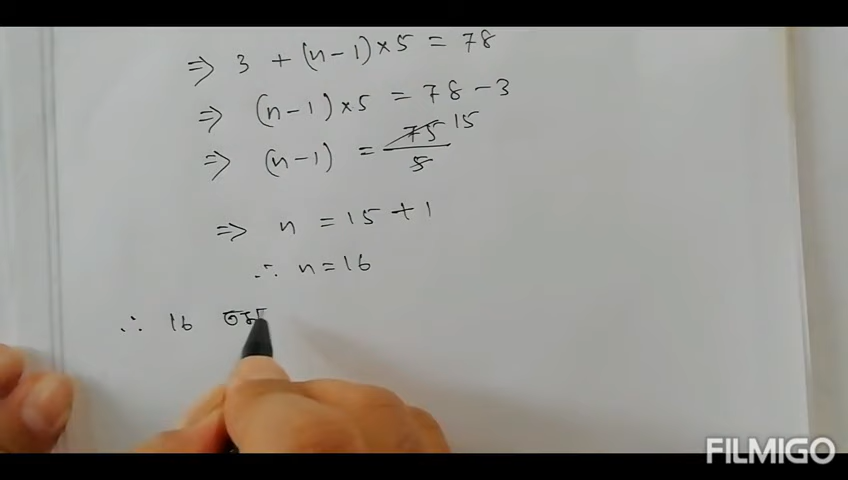 ⇒ 3 + (n-1)×5 = 78
⇒ (n-1)×5 = 78-3
⇒ (n-1) = 75/5 15
⇒ n = 15+1
∴ n = 16
∴ 16 তম
FILMIGO